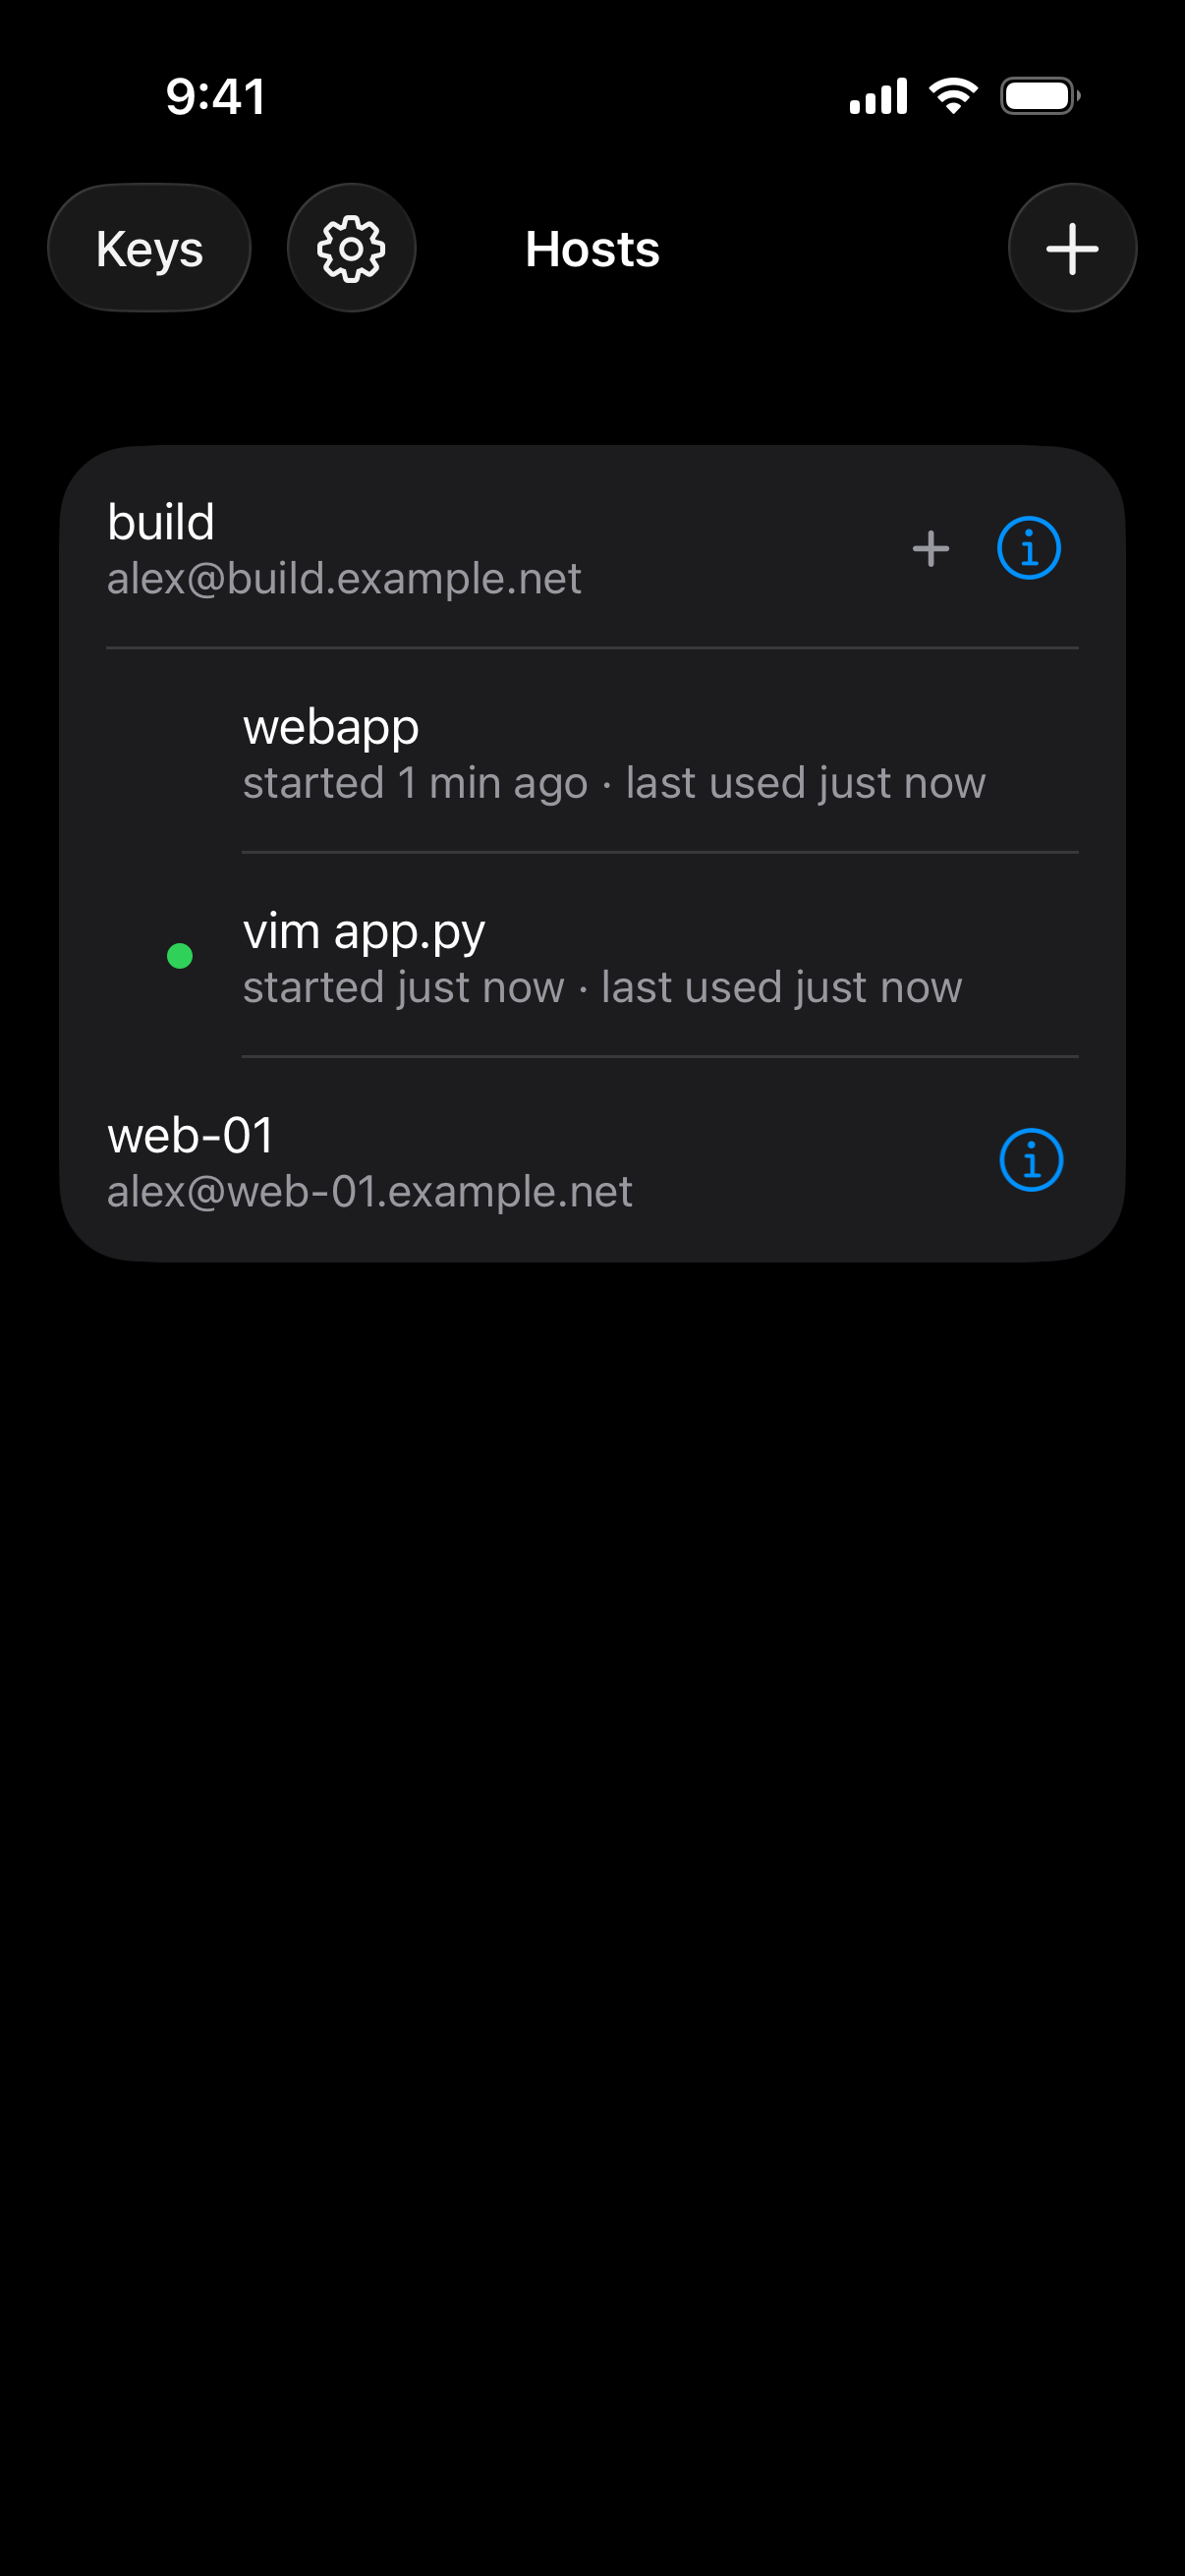 9:41
Keys
Hosts
build
alex@build.example.net
webapp
started 1 min ago · last used just now
vim app.py
started just now · last used just now
web-01
alex@web-01.example.net